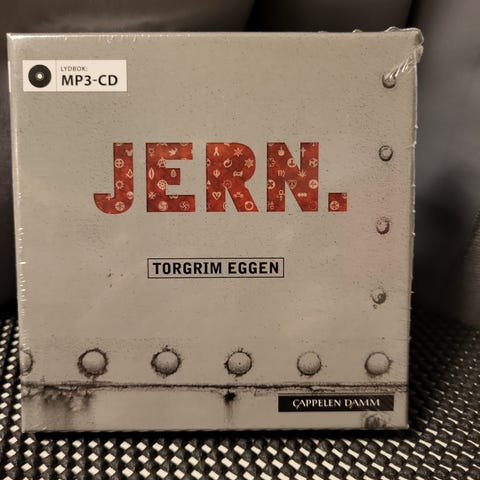 LYDBOK:
MP3-CD
JERN.
TORGRIM EGGEN
CAPPELEN DAMM